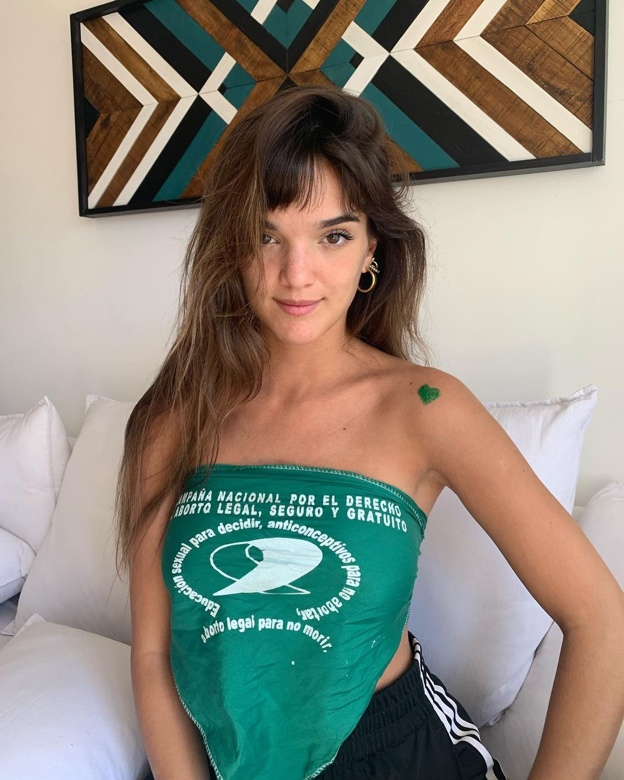 CAMPAÑA NACIONAL POR EL DERECHO
ABORTO LEGAL, SEGURO Y GRATUITO
Educación sexual para decidir, anticonceptivos para no abortar,
aborto legal para no morir.